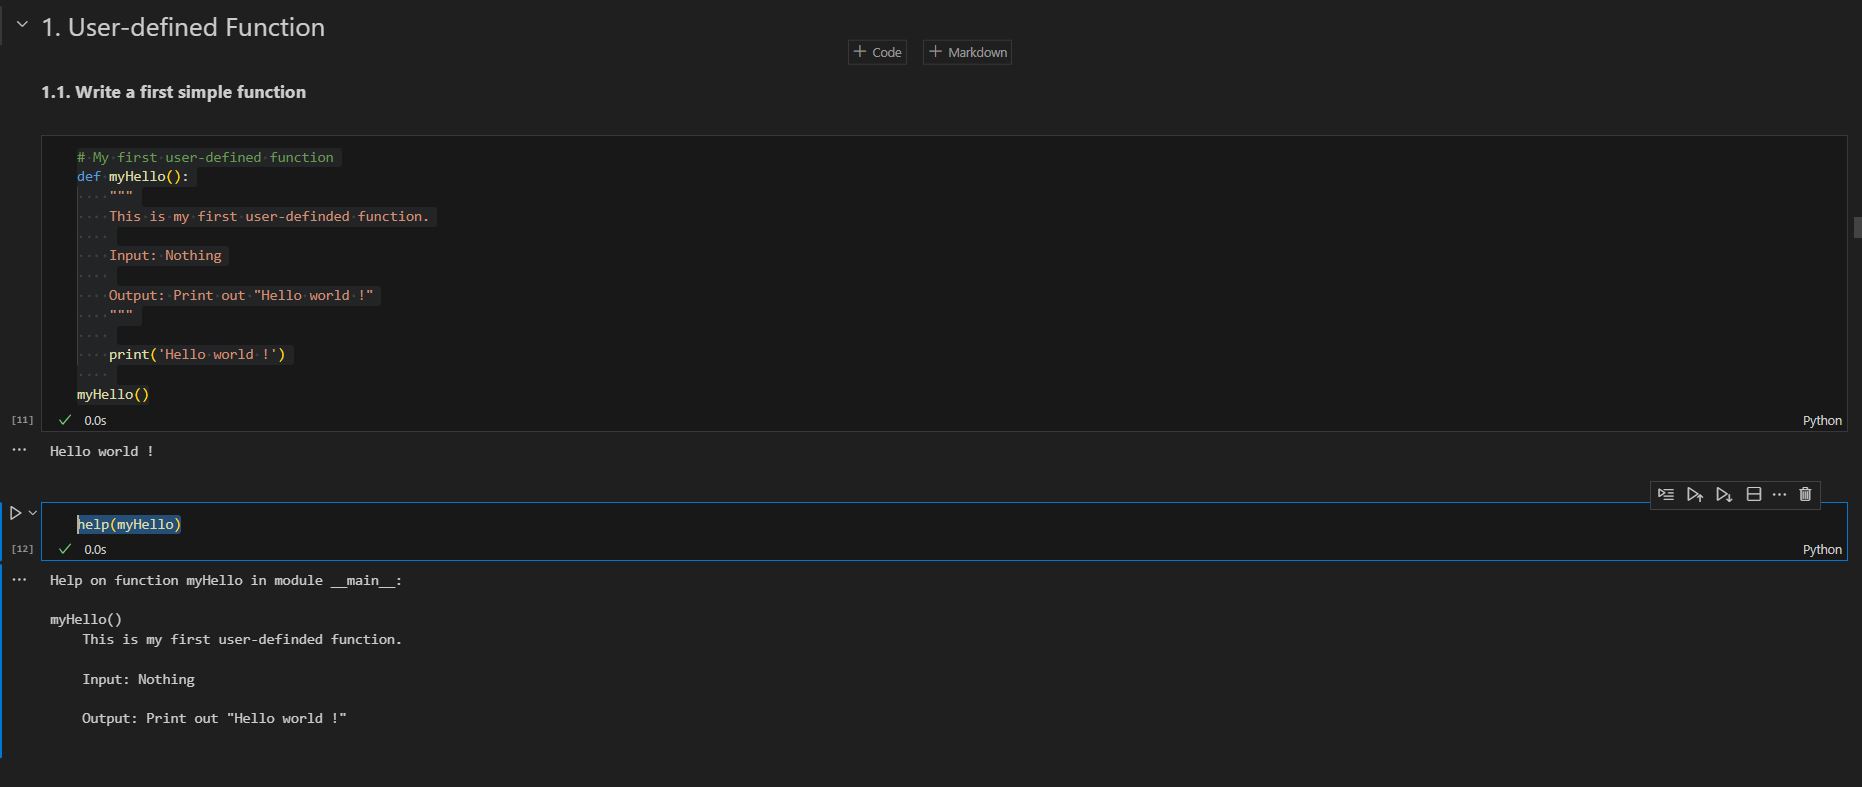 1. User-defined Function
+ Code + Markdown
1.1. Write a first simple function
# My first user-defined function
def myHello():
    """
    This is my first user-definded function.
    
    Input: Nothing
    
    Output: Print out "Hello world !"
    """
    
    print('Hello world !')
    
myHello()
[11] 0.0s Python
Hello world !
help(myHello)
[12] 0.0s Python
Help on function myHello in module __main__:

myHello()
    This is my first user-definded function.

    Input: Nothing

    Output: Print out "Hello world !"